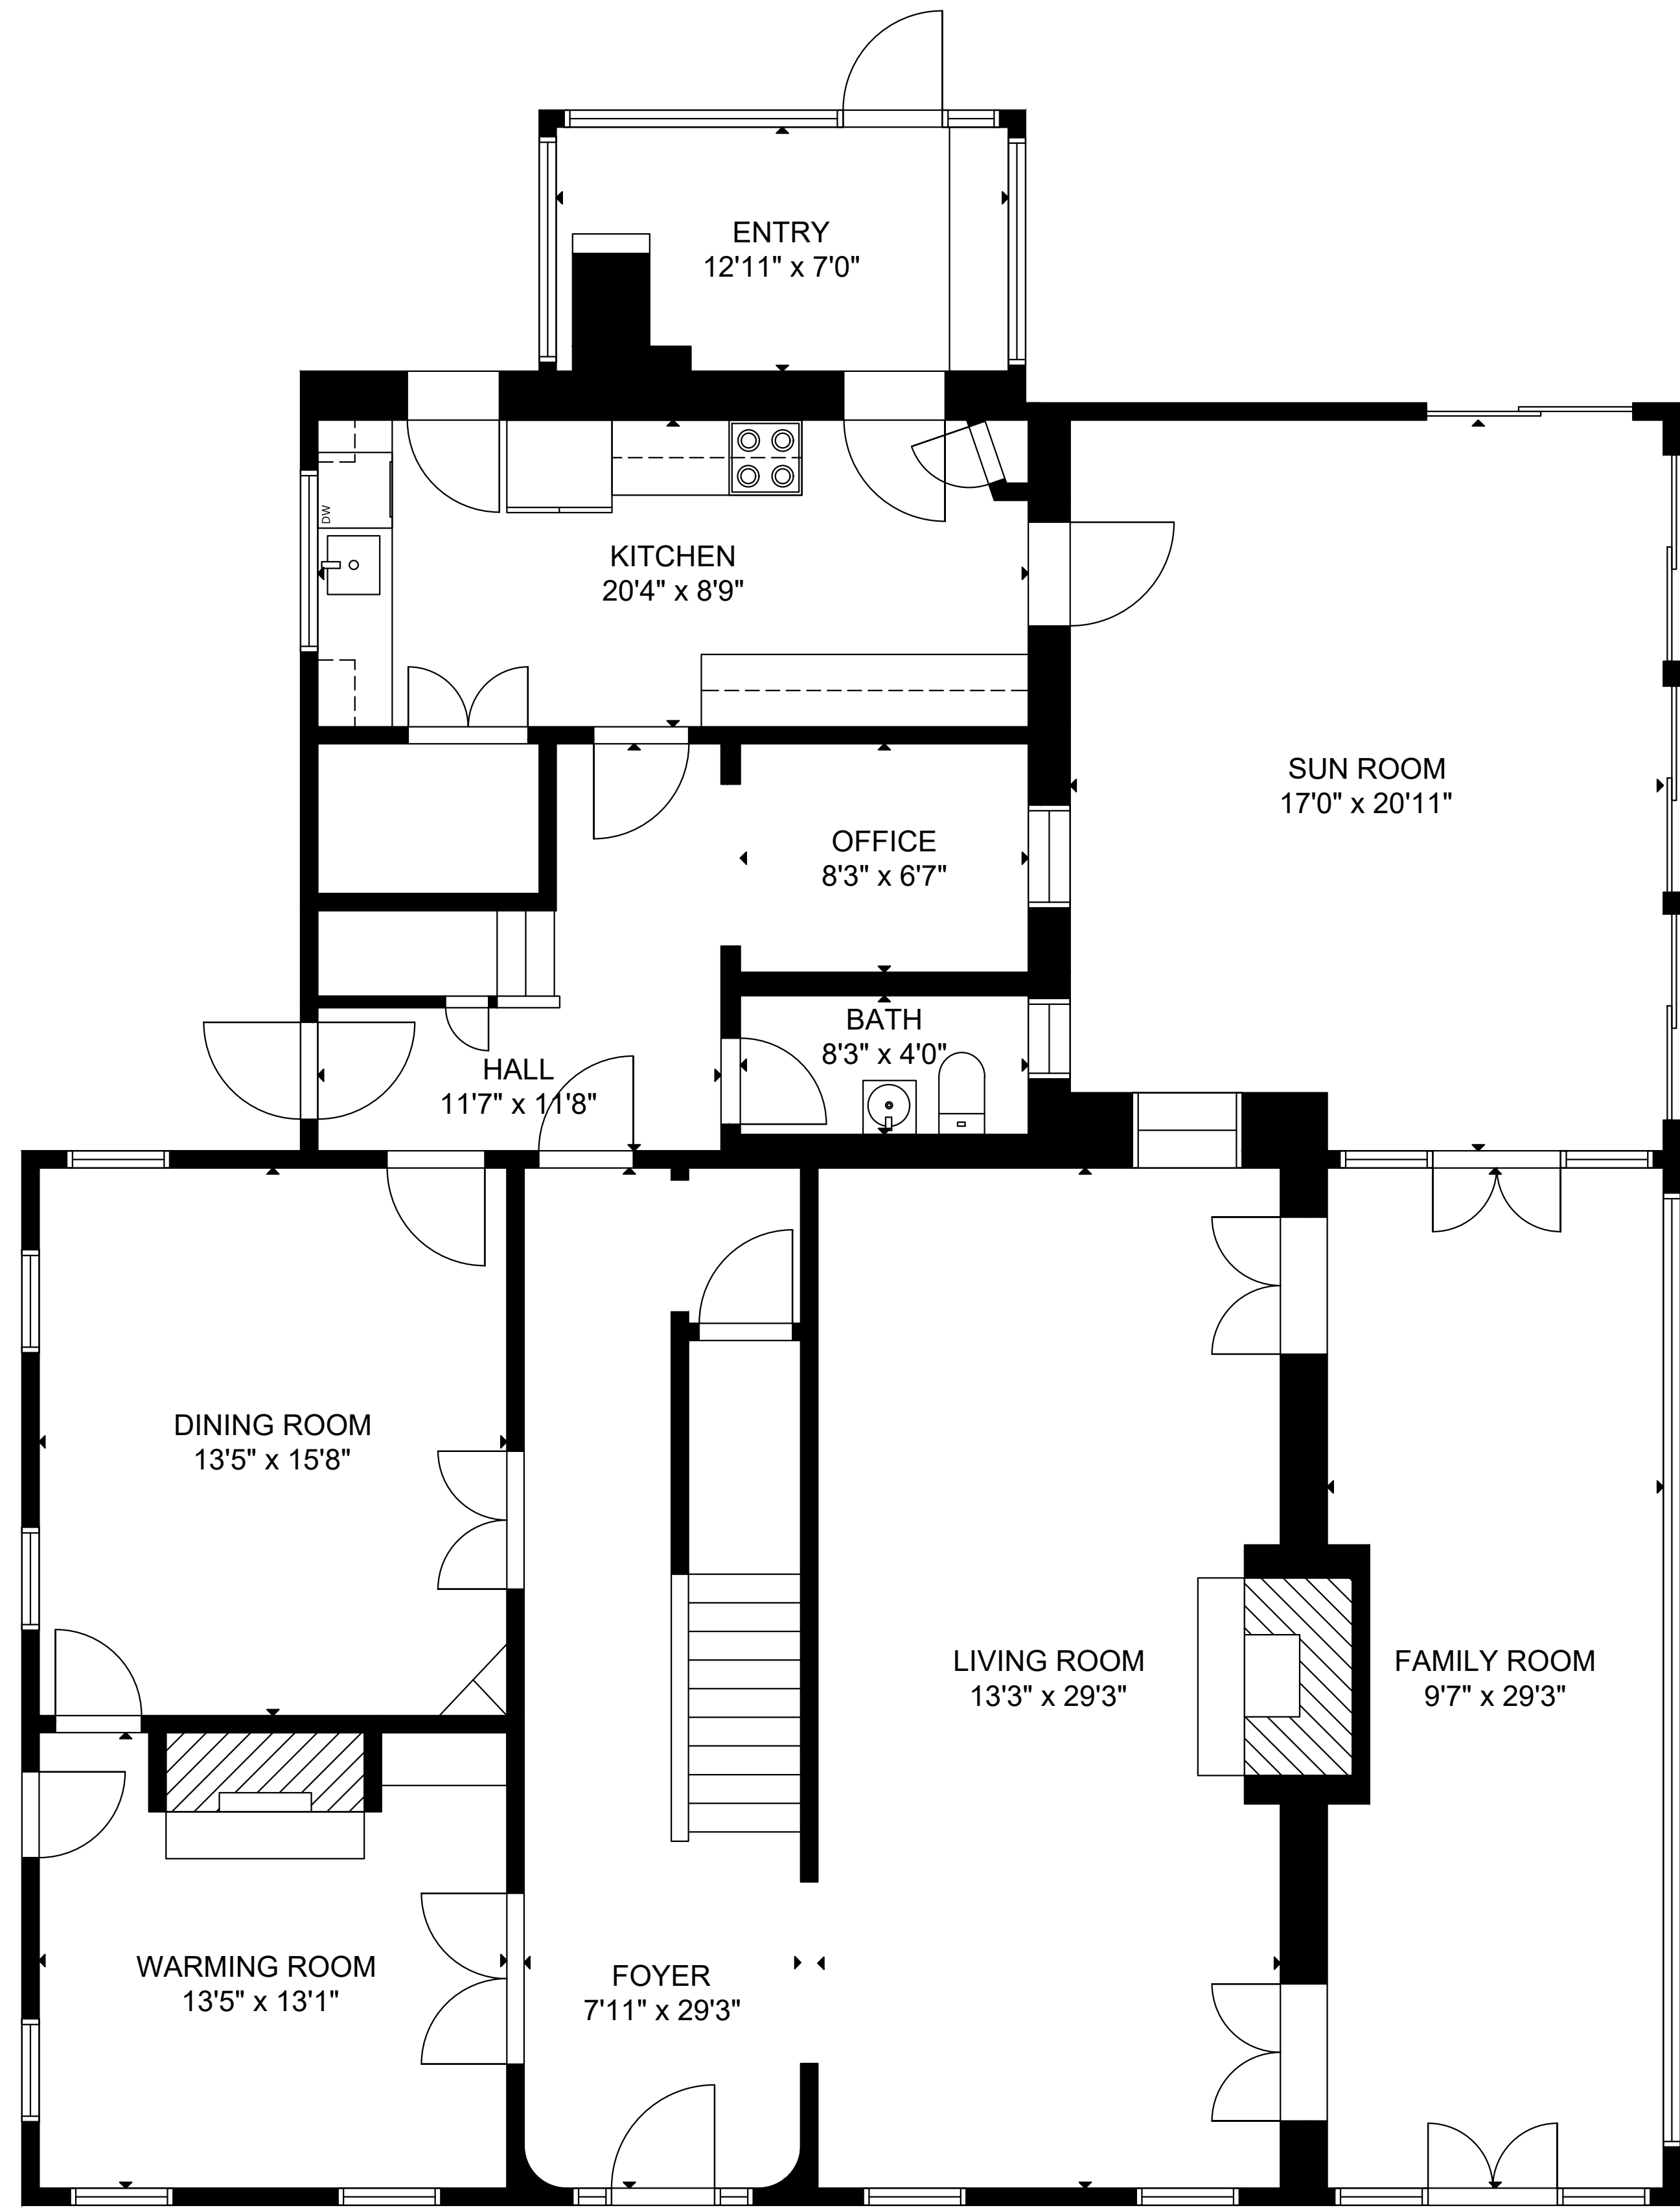 ENTRY
12'11" x 7'0"
DW
KITCHEN
20'4" x 8'9"
SUN ROOM
17'0" x 20'11"
OFFICE
8'3" x 6'7"
BATH
8'3" x 4'0"
HALL
11'7" x 11'8"
DINING ROOM
13'5" x 15'8"
LIVING ROOM
13'3" x 29'3"
FAMILY ROOM
9'7" x 29'3"
WARMING ROOM
13'5" x 13'1"
FOYER
7'11" x 29'3"